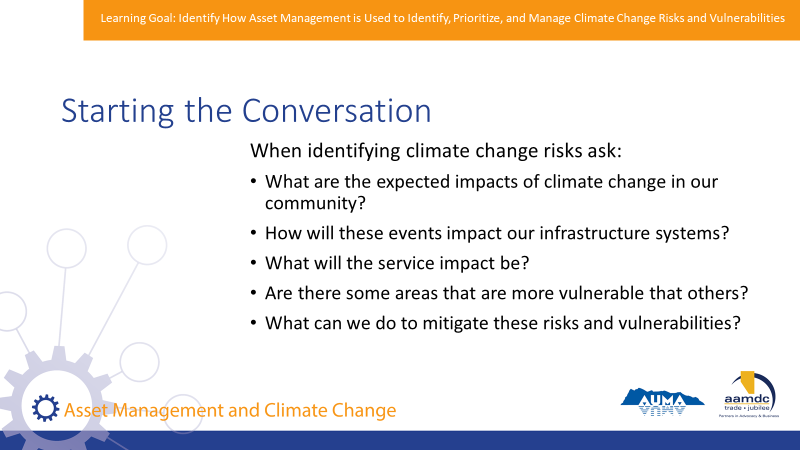 Learning Goal: Identify How Asset Management is Used to Identify, Prioritize, and Manage Climate Change Risks and Vulnerabilities
Starting the Conversation
When identifying climate change risks ask:
• What are the expected impacts of climate change in our
community?
• How will these events impact our infrastructure systems?
• What will the service impact be?
• Are there some areas that are more vulnerable that others?
• What can we do to mitigate these risks and vulnerabilities?
Asset Management and Climate Change
AUMA
aamdc
trade • jubilee
Partners in Advocacy & Business